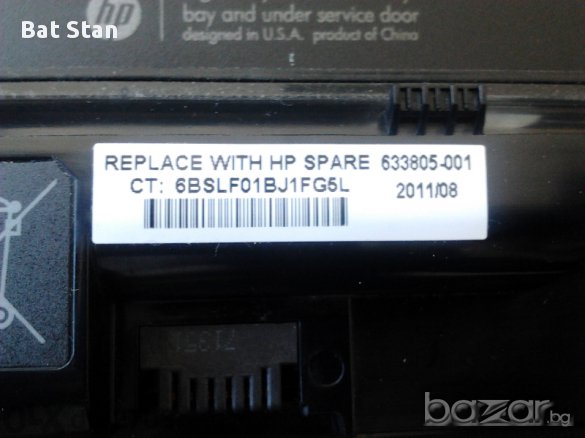 Bat Stan
hp
bay and under service door
designed in U.S.A. product of China
REPLACE WITH HP SPARE 633805-001
CT: 6BSLF01BJ1FG5L 2011/08
bazar.bg